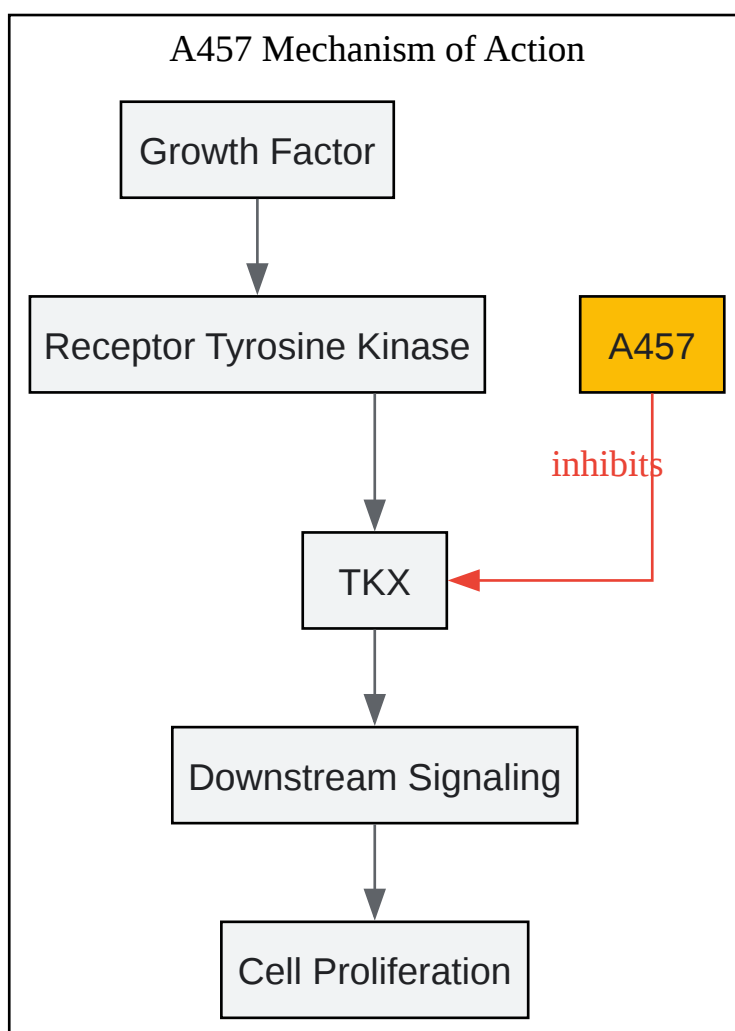 A457 Mechanism of Action
Growth Factor
Receptor Tyrosine Kinase
A457
inhibits
TKX
Downstream Signaling
Cell Proliferation